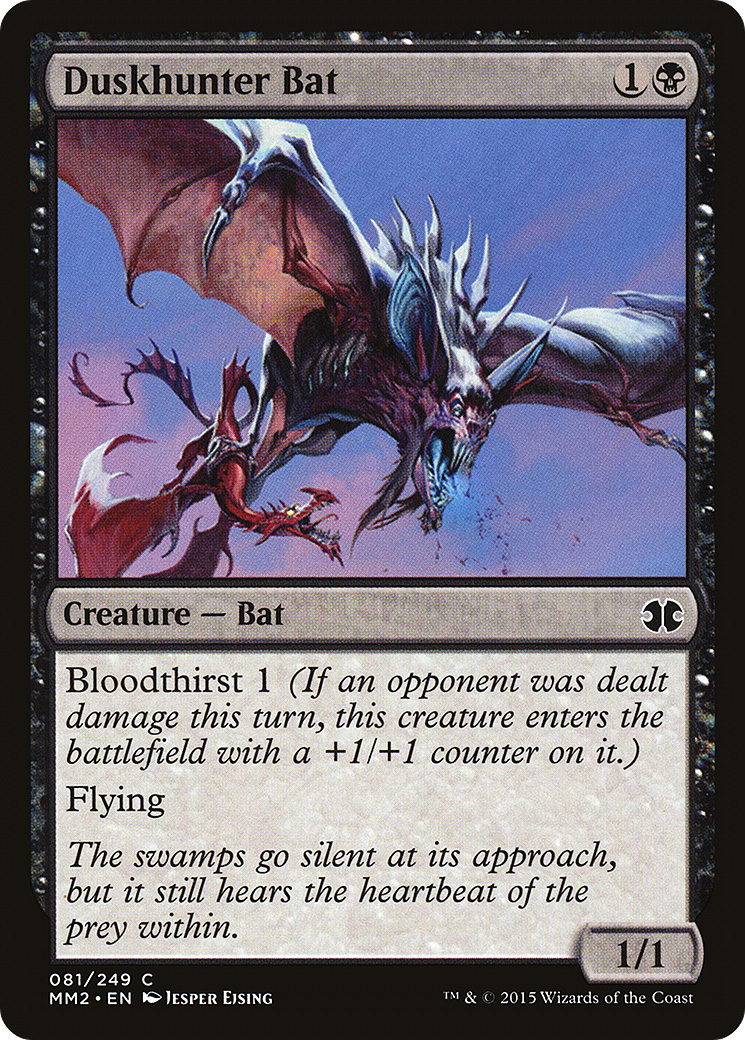 Duskhunter Bat
1
Creature — Bat
Bloodthirst 1 (If an opponent was dealt
damage this turn, this creature enters the
battlefield with a +1/+1 counter on it.)
Flying
The swamps go silent at its approach,
but it still hears the heartbeat of the
prey within.
1/1
081/249 C
MM2 • EN Jesper Ejsing
™ & © 2015 Wizards of the Coast